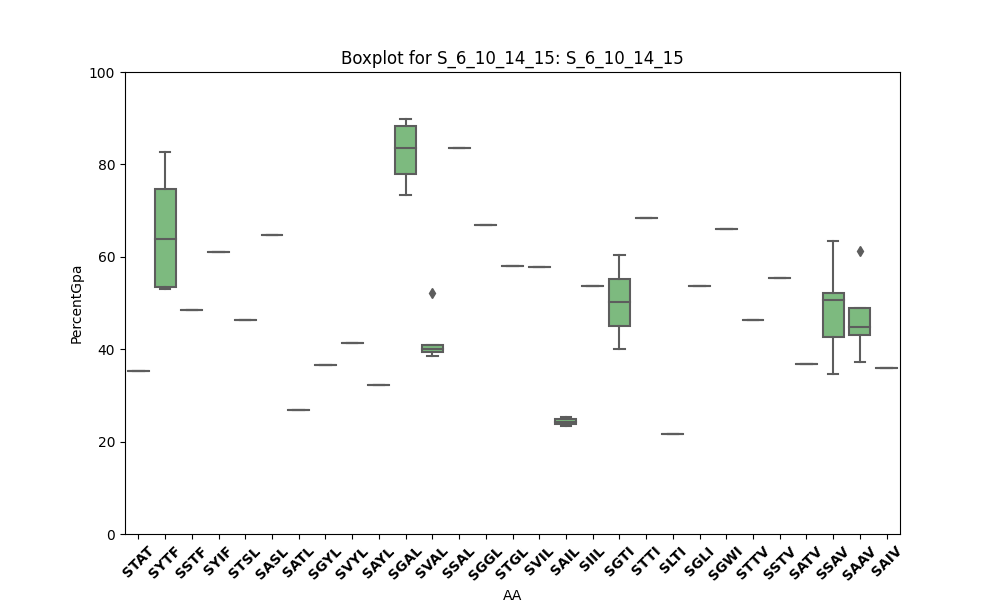 Boxplot for S_6_10_14_15: S_6_10_14_15
100
80
60
40
20
0
PercentGpa
STAT SYTF SSTF SYIF STSL SASL SATL SGYL SVYL SAYL SGAL SVAL SSAL SGGL STGL SVIL SAIL SIIL SGTI STTI SLTI SGLI SGWI STTV SSTV SATV SSAV SAAV SAIV
AA